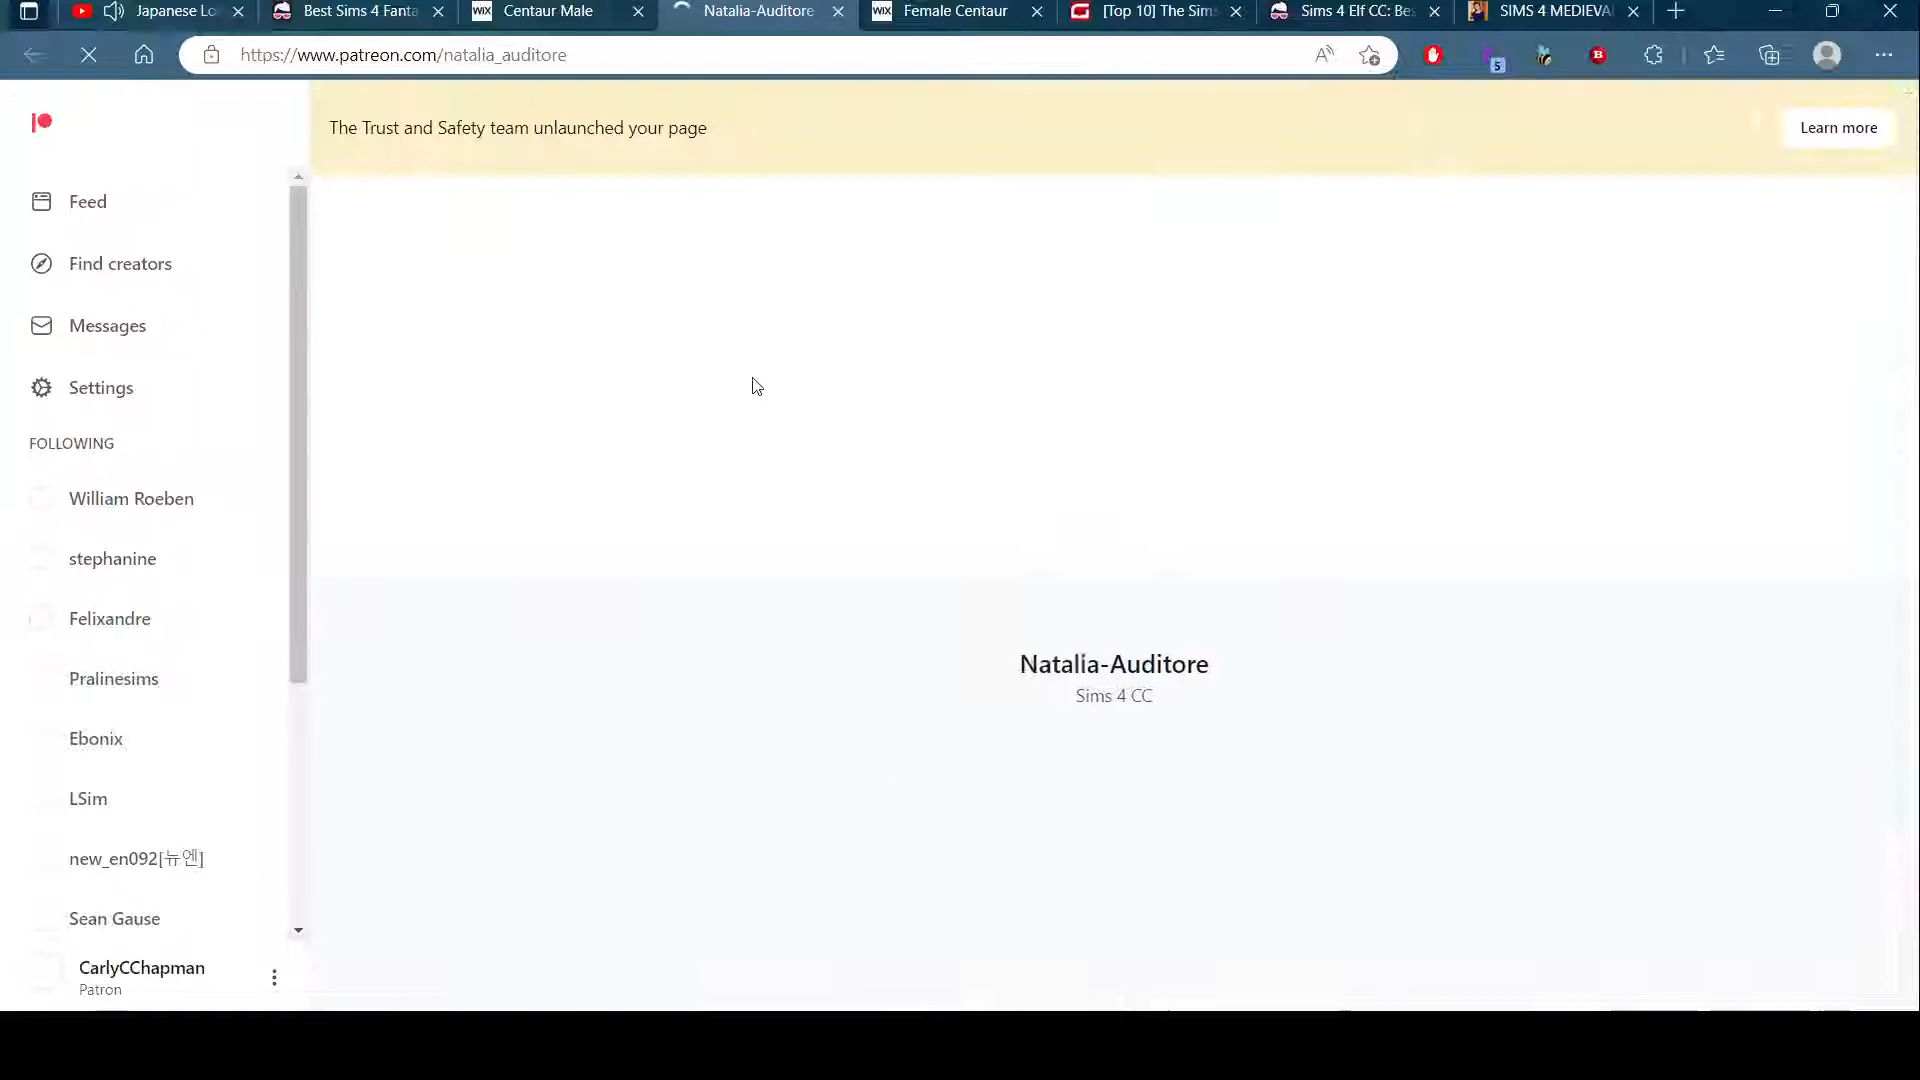 Japanese Lo
Best Sims 4 Fanta
WIX
Centaur Male
Natalia-Auditore
WIX
Female Centaur
[Top 10] The Sim
Sims 4 Elf CC: Be
SIMS 4 MEDIEVA
https://www.patreon.com/natalia_auditore
5
B
The Trust and Safety team unlaunched your page
Learn more
Feed
Find creators
Messages
Settings
FOLLOWING
William Roeben
stephanine
Felixandre
Pralinesims
Ebonix
LSim
new_en092[뉴엔]
Sean Gause
CarlyCChapman
Patron
Natalia-Auditore
Sims 4 CC